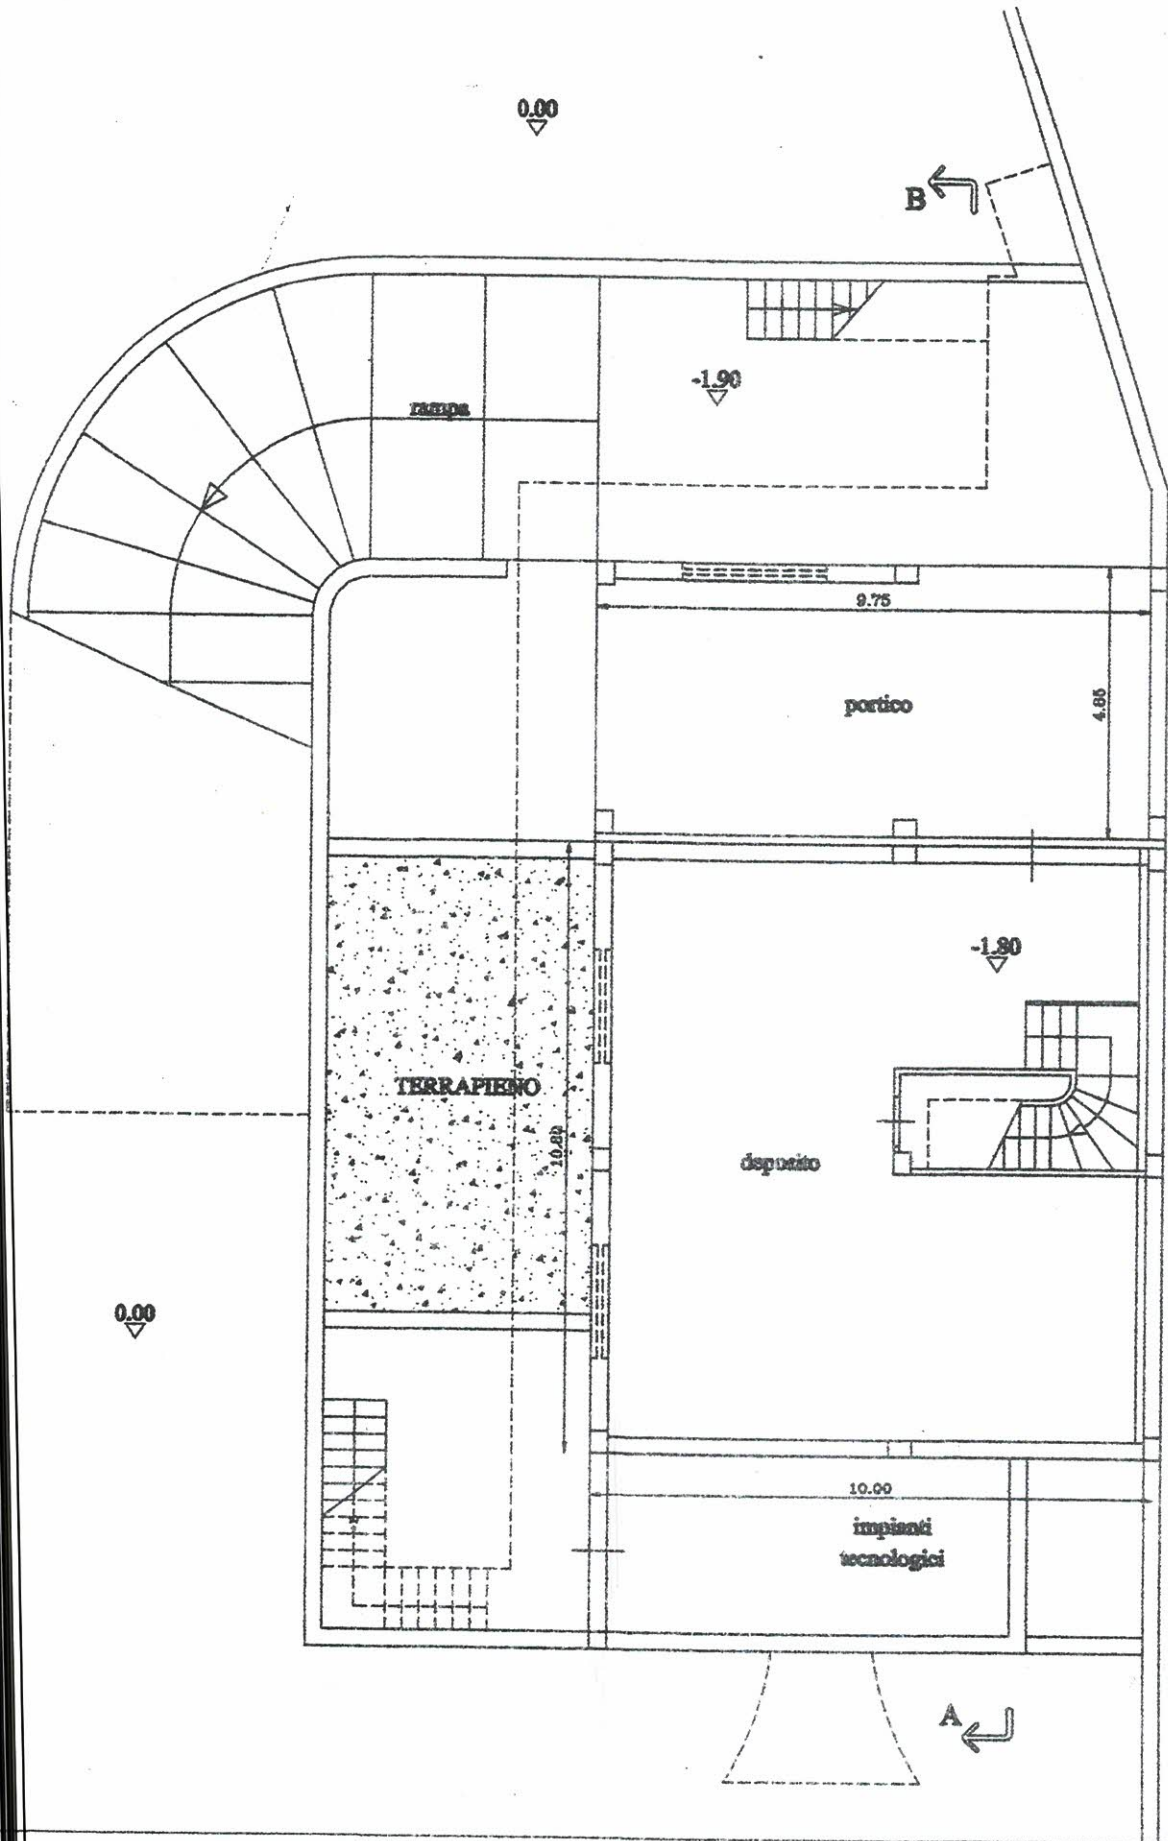 0.00
B
-1.90
rampa
9.75
portico
4.85
-1.80
TERRAPIENO
10.80
deposito
0.00
10.00
impianti
tecnologici
A